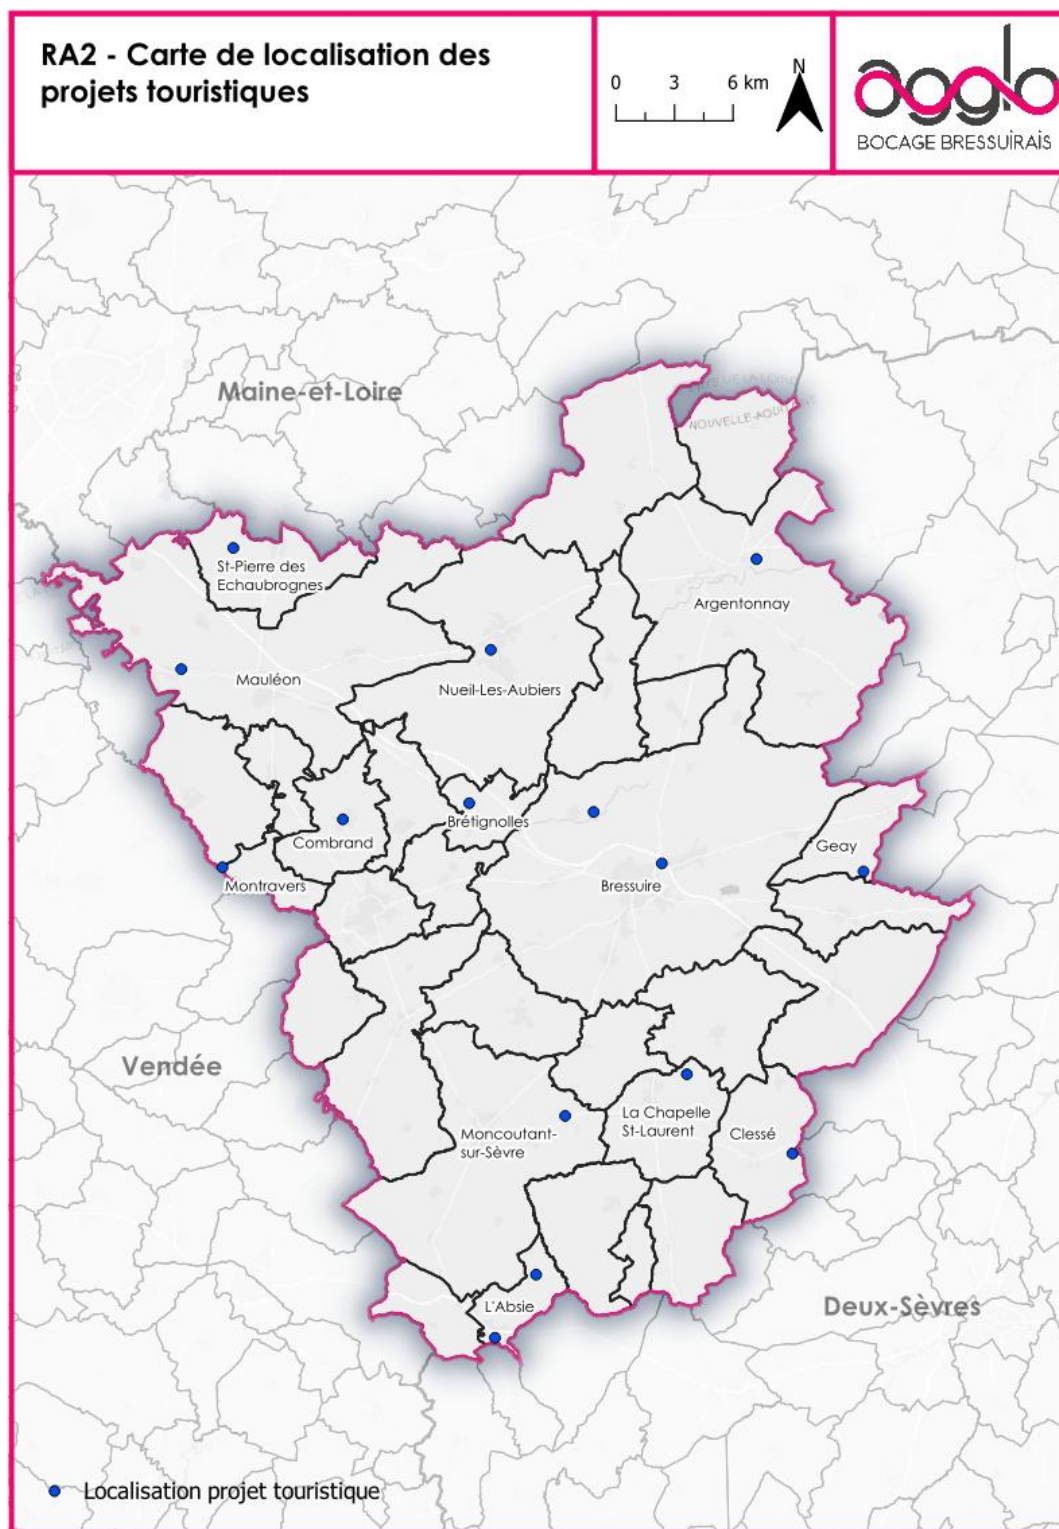 RA2 - Carte de localisation des
projets touristiques
0 3 6 km
N
agglo
BOCAGE BRESSUIRAIS
Maine-et-Loire
NOUVELLE-AQUITAINE
St-Pierre des
Echaubrognes
Argentonnay
Mauléon
Nueil-Les-Aubiers
Brétignolles
Combrand
Geay
Montravers
Bressuire
Vendée
La Chapelle
St-Laurent
Clessé
Moncoutant-
sur-Sèvre
L'Absie
Deux-Sèvres
Localisation projet touristique